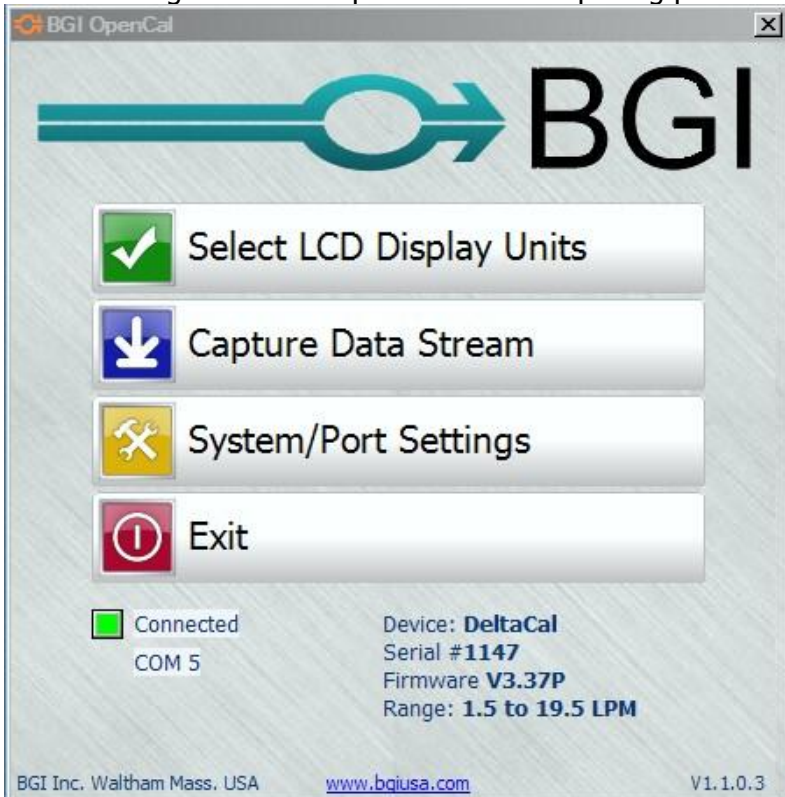 BGI OpenCal
BGI
Select LCD Display Units
Capture Data Stream
System/Port Settings
Exit
Connected
COM 5
Device: DeltaCal
Serial #1147
Firmware V3.37P
Range: 1.5 to 19.5 LPM
BGI Inc. Waltham Mass. USA www.bgiusa.com V1.1.0.3